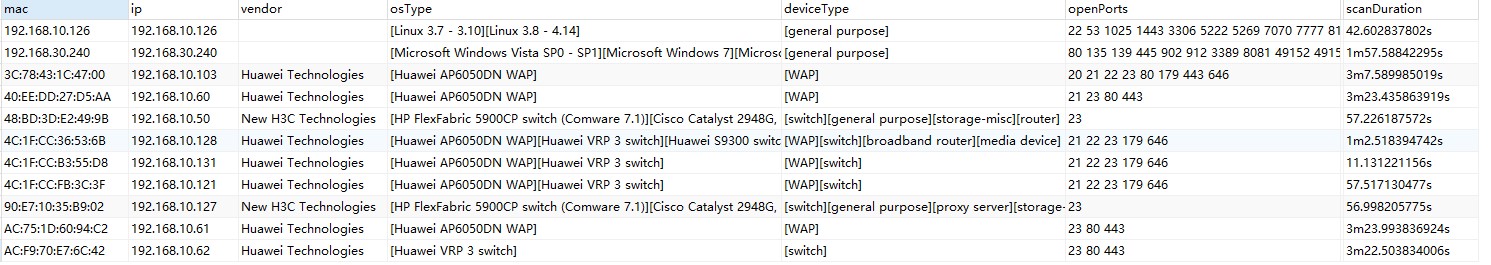 mac ip vendor osType deviceType openPorts scanDuration
192.168.10.126 192.168.10.126 [Linux 3.7 - 3.10][Linux 3.8 - 4.14] [general purpose] 22 53 1025 1443 3306 5222 5269 7070 7777 81 42.602837802s
192.168.30.240 192.168.30.240 [Microsoft Windows Vista SP0 - SP1][Microsoft Windows 7][Microsc [general purpose] 80 135 139 445 902 912 3389 8081 49152 4915 1m57.58842295s
3C:78:43:1C:47:00 192.168.10.103 Huawei Technologies [Huawei AP6050DN WAP] [WAP] 20 21 22 23 80 179 443 646 3m7.589985019s
40:EE:DD:27:D5:AA 192.168.10.60 Huawei Technologies [Huawei AP6050DN WAP] [WAP] 21 23 80 443 3m23.435863919s
48:BD:3D:E2:49:9B 192.168.10.50 New H3C Technologies [HP FlexFabric 5900CP switch (Comware 7.1)][Cisco Catalyst 2948G, [switch][general purpose][storage-misc][router] 23 57.226187572s
4C:1F:CC:36:53:6B 192.168.10.128 Huawei Technologies [Huawei AP6050DN WAP][Huawei VRP 3 switch][Huawei S9300 switc [WAP][switch][broadband router][media device] 21 22 23 179 646 1m2.518394742s
4C:1F:CC:B3:55:D8 192.168.10.131 Huawei Technologies [Huawei AP6050DN WAP][Huawei VRP 3 switch] [WAP][switch] 21 22 23 179 646 11.131221156s
4C:1F:CC:FB:3C:3F 192.168.10.121 Huawei Technologies [Huawei AP6050DN WAP][Huawei VRP 3 switch] [WAP][switch] 21 22 23 179 646 57.517130477s
90:E7:10:35:B9:02 192.168.10.127 New H3C Technologies [HP FlexFabric 5900CP switch (Comware 7.1)][Cisco Catalyst 2948G, [switch][general purpose][proxy server][storage- 23 56.998205775s
AC:75:1D:60:94:C2 192.168.10.61 Huawei Technologies [Huawei AP6050DN WAP] [WAP] 23 80 443 3m23.993836924s
AC:F9:70:E7:6C:42 192.168.10.62 Huawei Technologies [Huawei VRP 3 switch] [switch] 23 80 443 3m22.503834006s